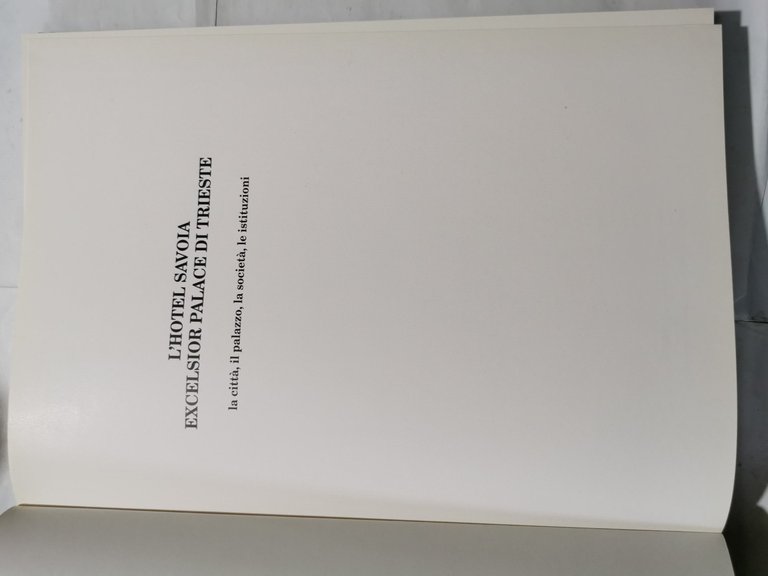 L'HOTEL SAVOIA
EXCELSIOR PALACE DI TRIESTE
la città, il palazzo, la società, le istituzioni